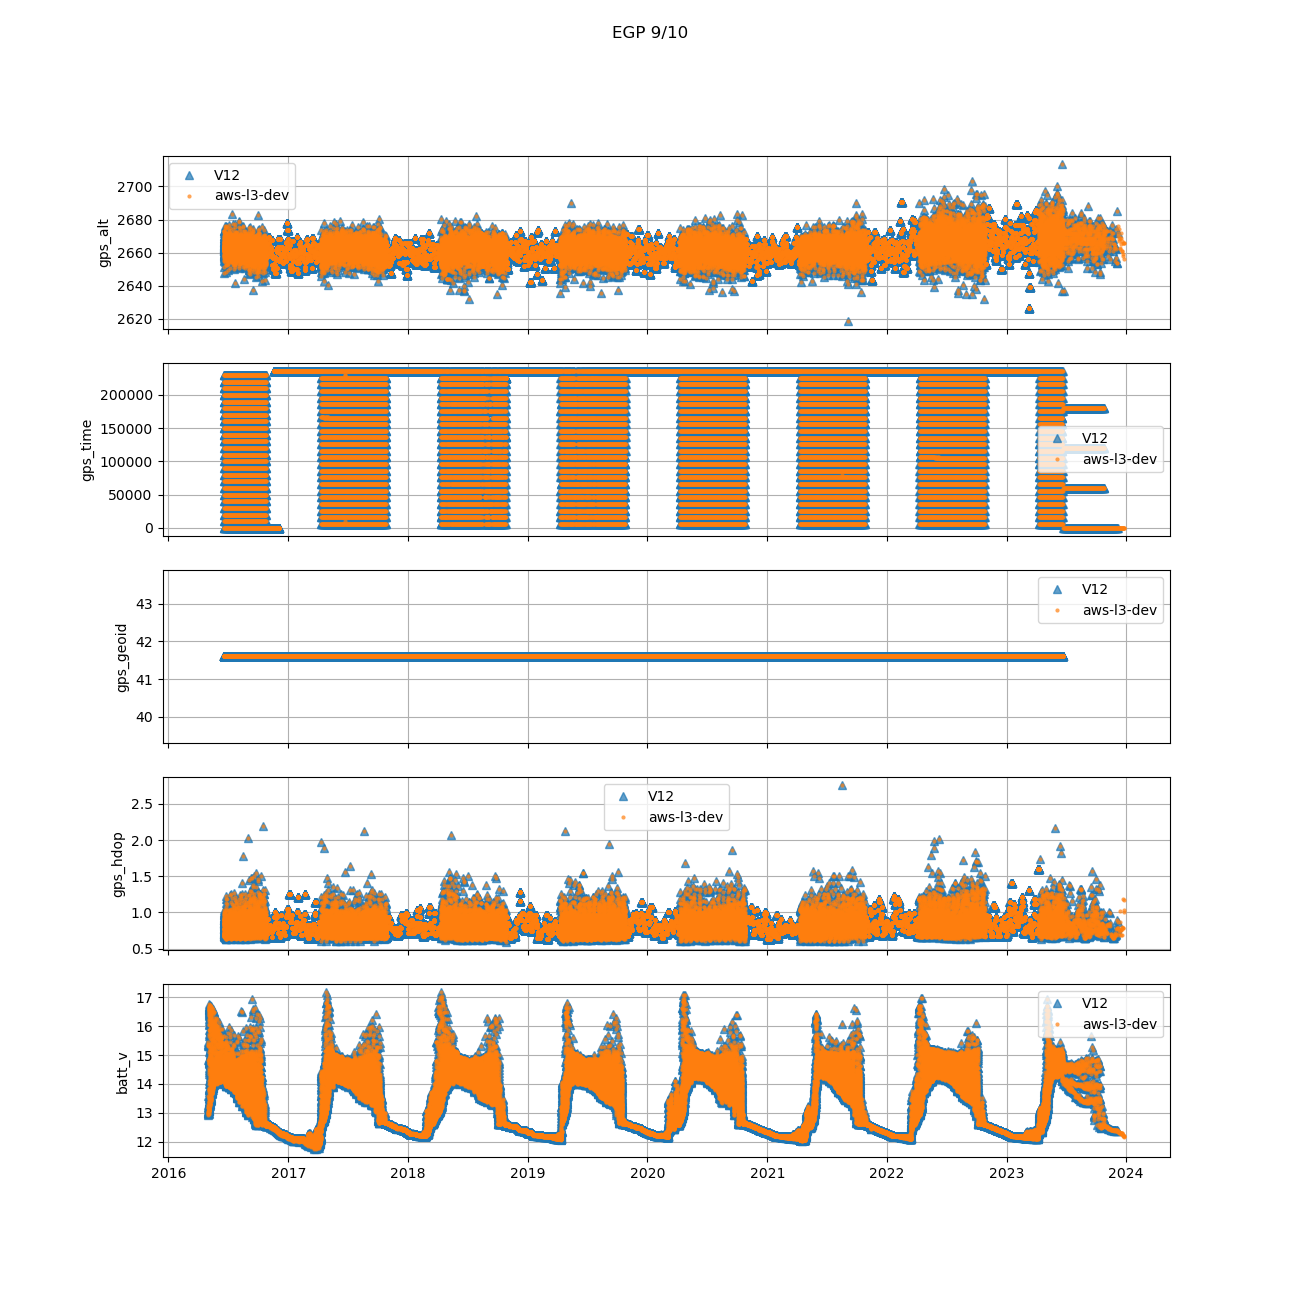 EGP 9/10
gps_alt
2700
2680
2660
2640
2620
V12
aws-l3-dev
gps_time
200000
150000
100000
50000
0
V12
aws-l3-dev
gps_geoid
43
42
41
40
V12
aws-l3-dev
gps_hdop
2.5
2.0
1.5
1.0
0.5
V12
aws-l3-dev
batt_v
17
16
15
14
13
12
V12
aws-l3-dev
2016 2017 2018 2019 2020 2021 2022 2023 2024